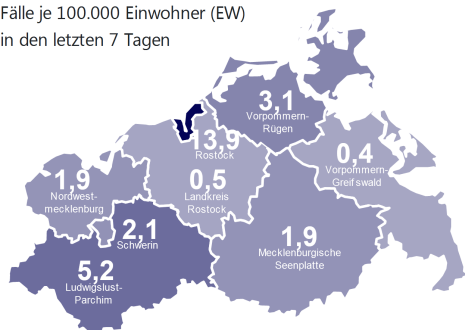 Fälle je 100.000 Einwohner (EW)
in den letzten 7 Tagen
3,1
Vorpommern-
Rügen
13,9
Rostock
0,4
Vorpommern-
Greifswald
1,9
Nordwest-
mecklenburg
0,5
Landkreis
Rostock
2,1
Schwerin
1,9
Mecklenburgische
Seenplatte
5,2
Ludwigslust-
Parchim